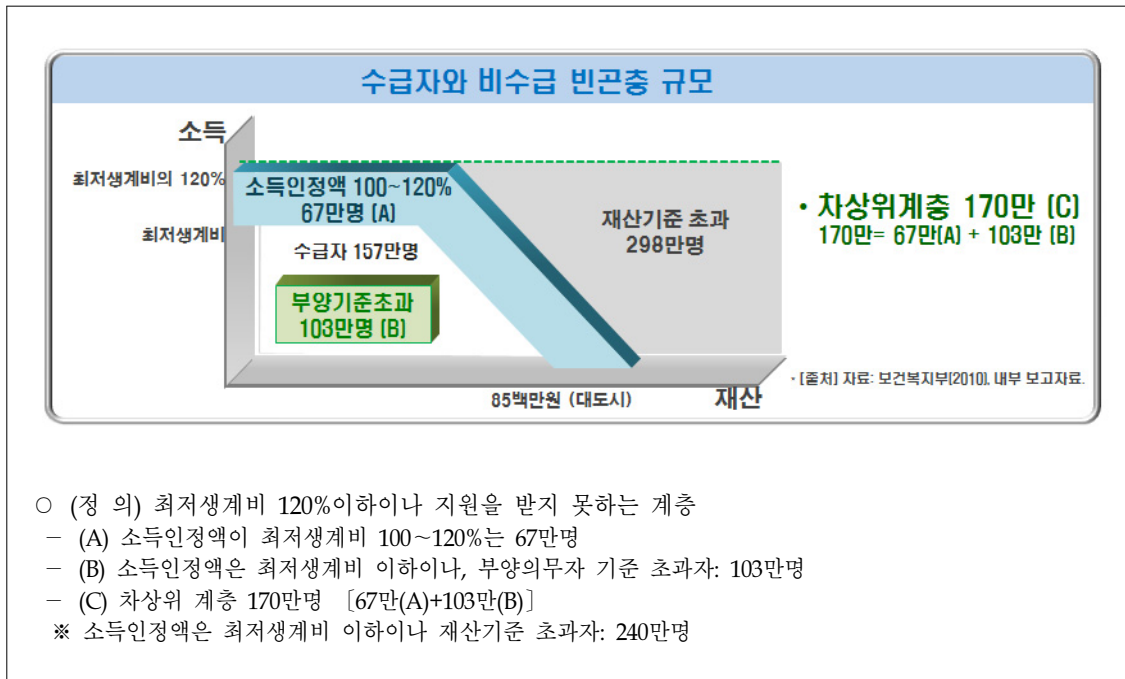 수급자와 비수급 빈곤층 규모
소득
최저생계비의 120%
최저생계비
소득인정액 100~120%
67만명 (A)
수급자 157만명
부양기준초과
103만명 (B)
재산기준 초과
298만명
85백만원 (대도시)
재산
• 차상위계층 170만 (C)
170만= 67만(A) + 103만 (B)
• [출처] 자료: 보건복지부(2010), 내부 보고자료.
○ (정 의) 최저생계비 120%이하이나 지원을 받지 못하는 계층
－ (A) 소득인정액이 최저생계비 100~120%는 67만명
－ (B) 소득인정액은 최저생계비 이하이나, 부양의무자 기준 초과자: 103만명
－ (C) 차상위 계층 170만명 〔67만(A)+103만(B)〕
※ 소득인정액은 최저생계비 이하이나 재산기준 초과자: 240만명